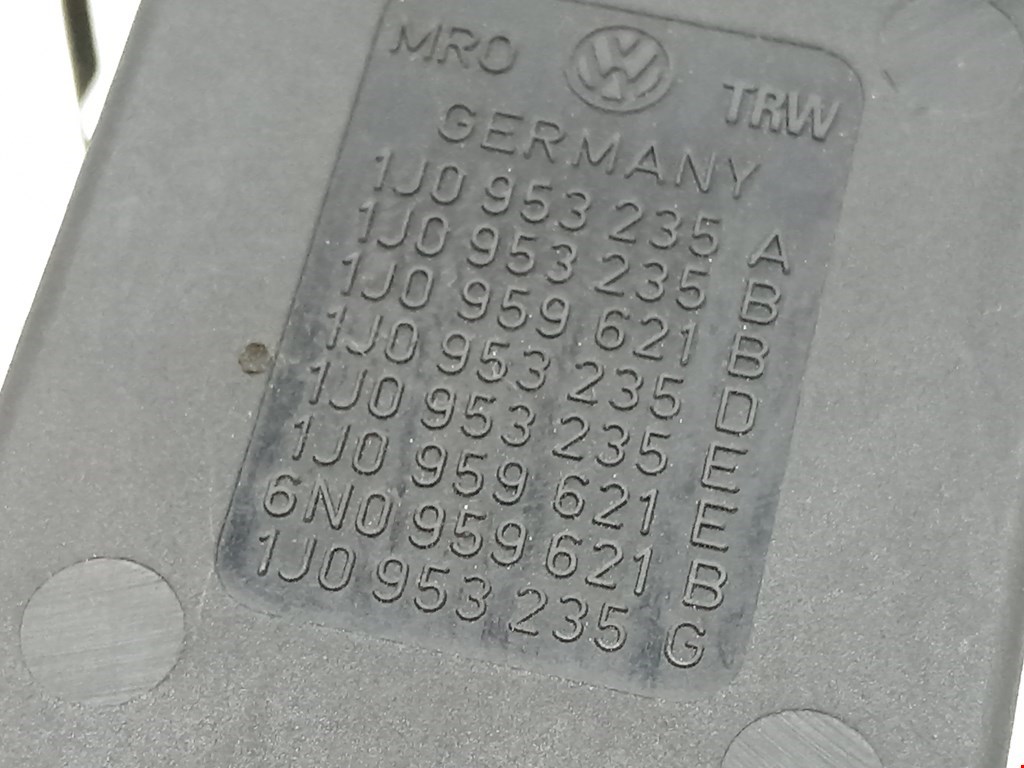 MRO VW TRW
GERMANY
1J0 953 235 A
1J0 953 235 B
1J0 959 621 B
1J0 953 235 D
1J0 953 235 E
1J0 959 621 E
6N0 959 621 B
1J0 953 235 G